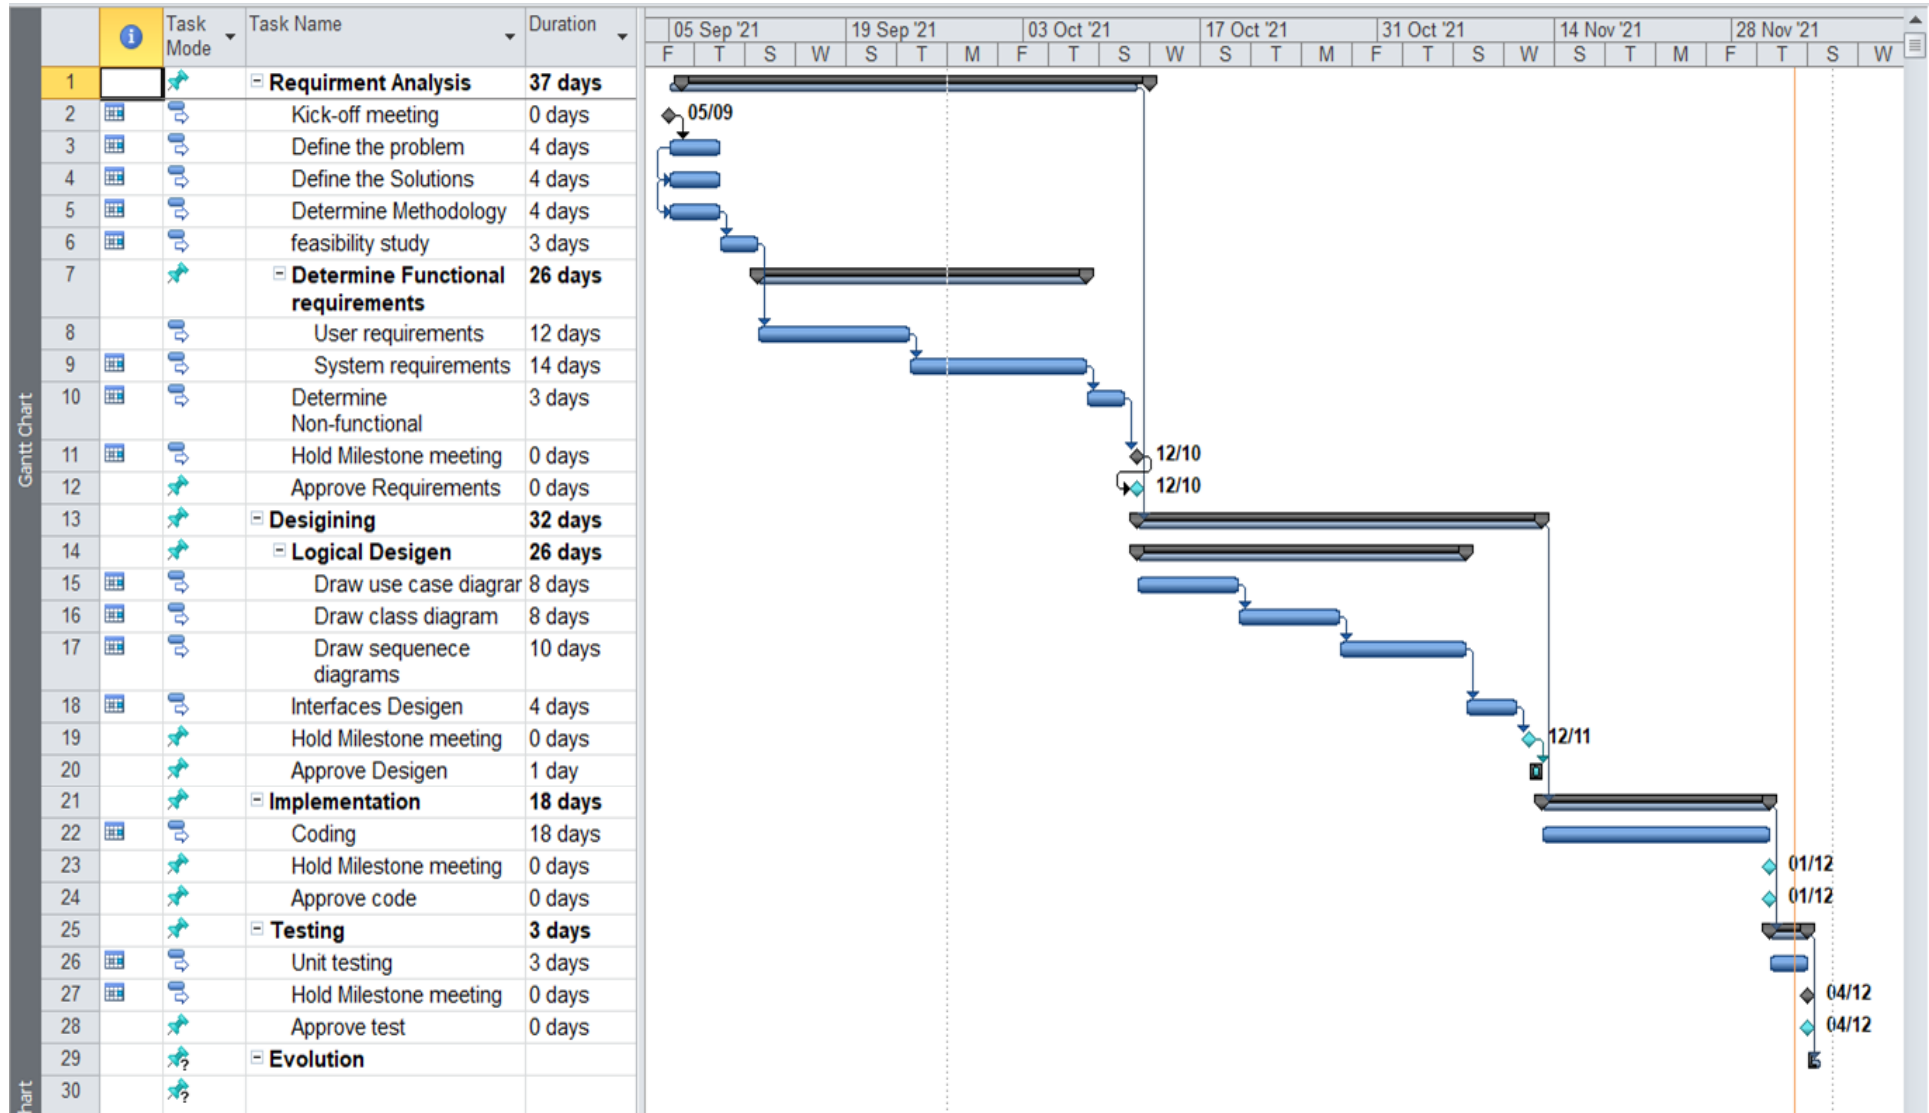 Task Mode Task Name Duration
05 Sep '21 19 Sep '21 03 Oct '21 17 Oct '21 31 Oct '21 14 Nov '21 28 Nov '21
F T S W S T M F T S W S T M F T S W S T M F T S W
1 Requirment Analysis 37 days
2 Kick-off meeting 0 days 05/09
3 Define the problem 4 days
4 Define the Solutions 4 days
5 Determine Methodology 4 days
6 feasibility study 3 days
7 Determine Functional 26 days
requirements
8 User requirements 12 days
9 System requirements 14 days
10 Determine 3 days
Non-functional
11 Hold Milestone meeting 0 days 12/10
12 Approve Requirements 0 days 12/10
13 Desigining 32 days
14 Logical Desigen 26 days
15 Draw use case diagrar 8 days
16 Draw class diagram 8 days
17 Draw sequenece 10 days
diagrams
18 Interfaces Desigen 4 days
19 Hold Milestone meeting 0 days 12/11
20 Approve Desigen 1 day
21 Implementation 18 days
22 Coding 18 days
23 Hold Milestone meeting 0 days 01/12
24 Approve code 0 days 01/12
25 Testing 3 days
26 Unit testing 3 days
27 Hold Milestone meeting 0 days 04/12
28 Approve test 0 days 04/12
29 Evolution
30
Gantt Chart
hart